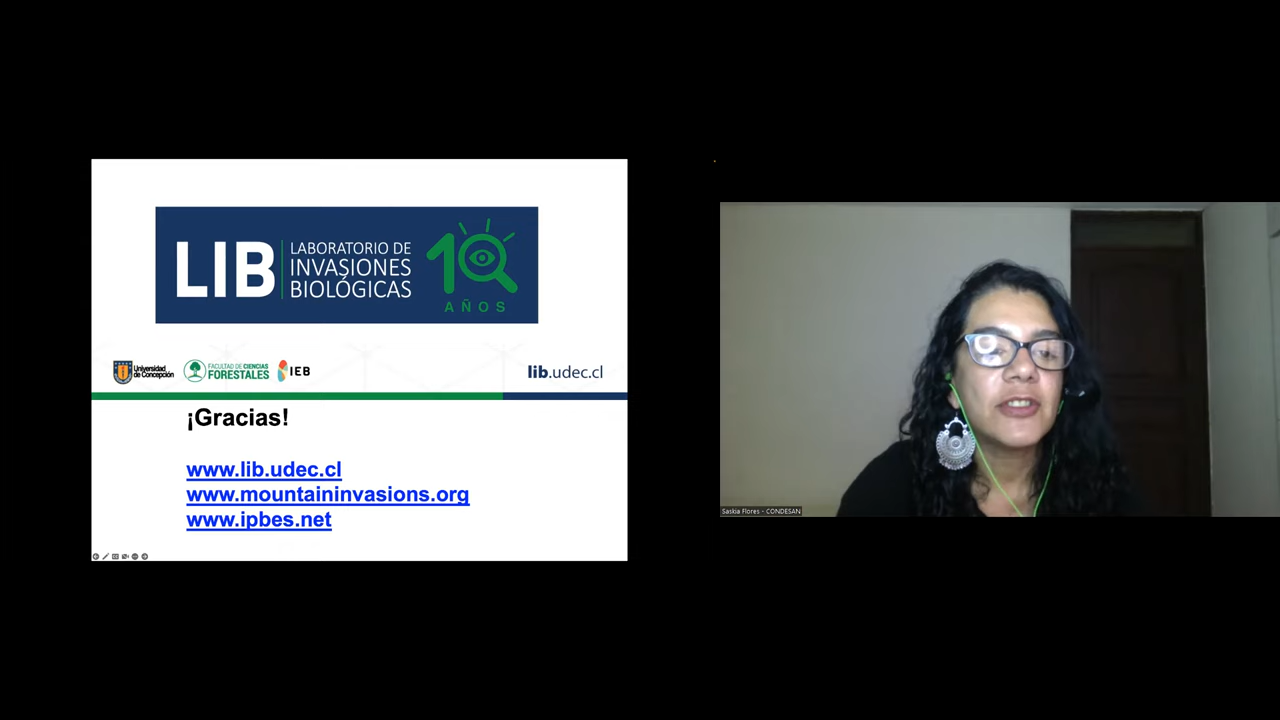 LIB
LABORATORIO DE
INVASIONES
BIOLÓGICAS
10
AÑOS
Universidad
de Concepción
FACULTAD DE CIENCIAS
FORESTALES
IEB
lib.udec.cl
¡Gracias!
www.lib.udec.cl
www.mountaininvasions.org
www.ipbes.net
Saskia Flores - CONDESAN